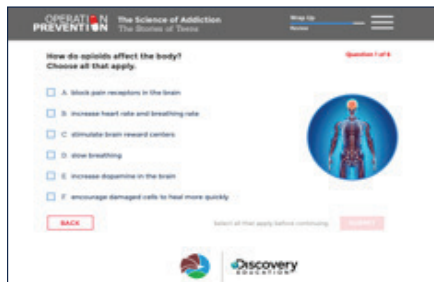 OPERATION
PREVENTION
The Science of Addiction
The Stories of Teens
Wrap Up
Review
How do opioids affect the body?
Choose all that apply.
Question 1 of 6
A block pain receptors in the brain
B increase heart rate and breathing rate
C stimulate brain reward centers
D slow breathing
E increase dopamine in the brain
F encourage damaged cells to heal more quickly
BACK
Select all that apply before continuing.
SUBMIT
Discovery
EDUCATION